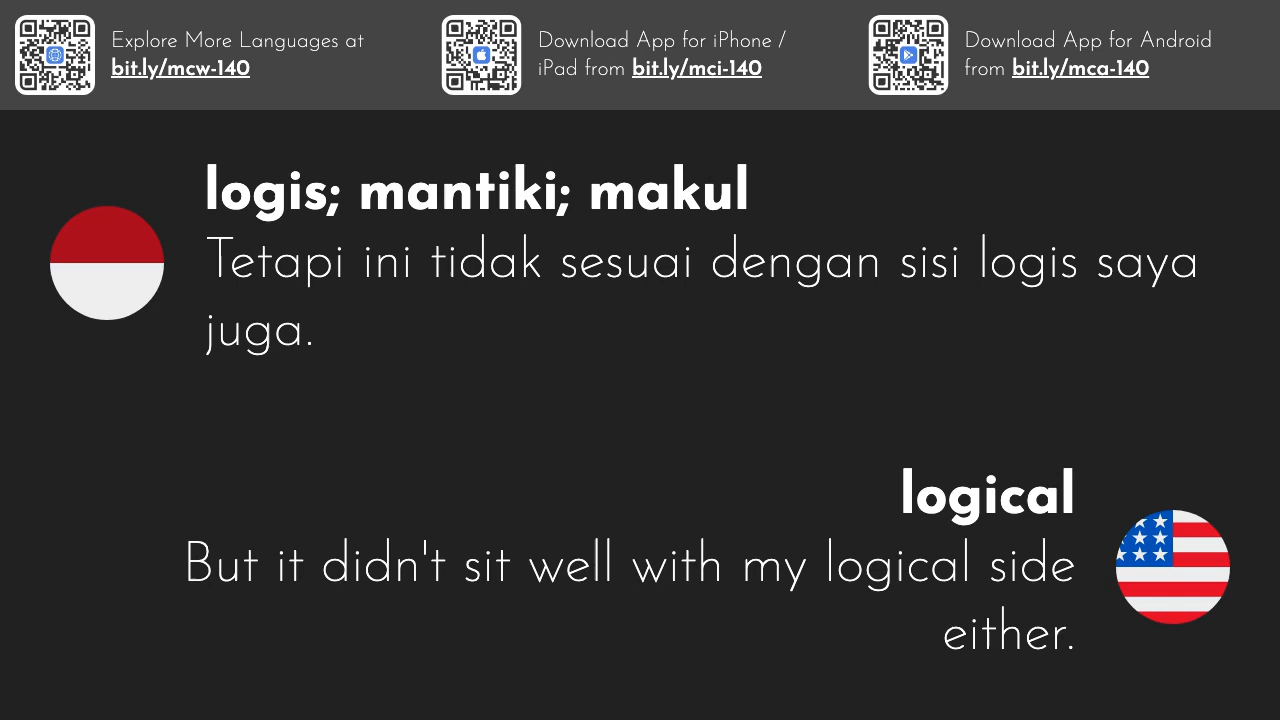 Explore More Languages at
bit.ly/mcw-140
Download App for iPhone /
iPad from bit.ly/mci-140
Download App for Android
from bit.ly/mca-140
logis; mantiki; makul
Tetapi ini tidak sesuai dengan sisi logis saya
juga.
logical
But it didn't sit well with my logical side
either.